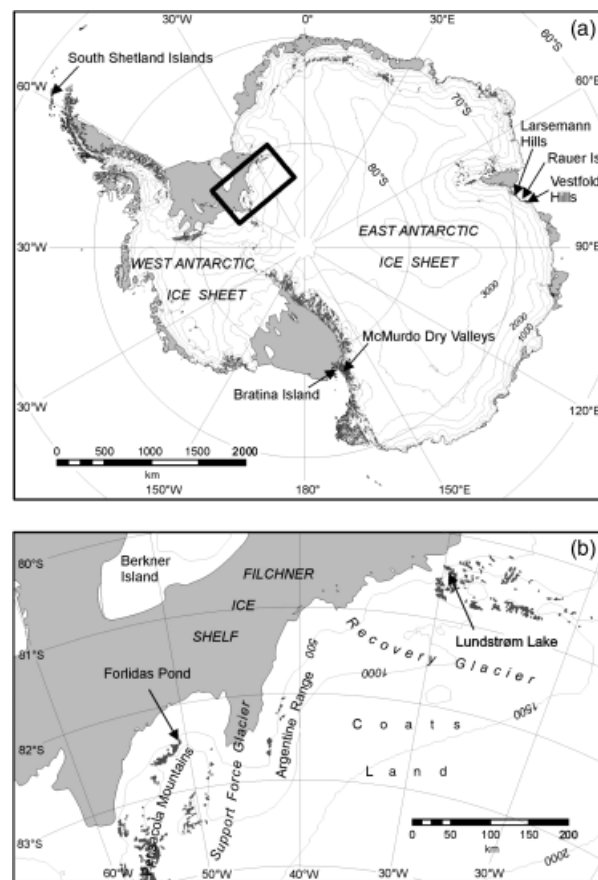 30°W
0°
30°E
(a)
South Shetland Islands
60°S
60°W
60°E
70°S
Larsemann
Hills
Rauer Is
80°S
Vestfold
Hills
EAST ANTARCTIC
90°E
30°W
WEST ANTARCTIC
ICE SHEET
ICE SHEET
3000
2000
1000
McMurdo Dry Valleys
Bratina Island
30°W
120°E
0 500 1000 1500 2000
km
150°W
180°
150°E
80°S
Berkner
Island
(b)
FILCHNER
ICE
SHELF
Lundstrøm Lake
81°S
500
Recovery Glacier
1000
1500
Forlidas Pond
Coats
82°S
Argentine Range
Support Force Glacier
Land
Pensacola Mountains
83°S
0 50 100 150 200
km
60°W
50°W
40°W
30°W
2000